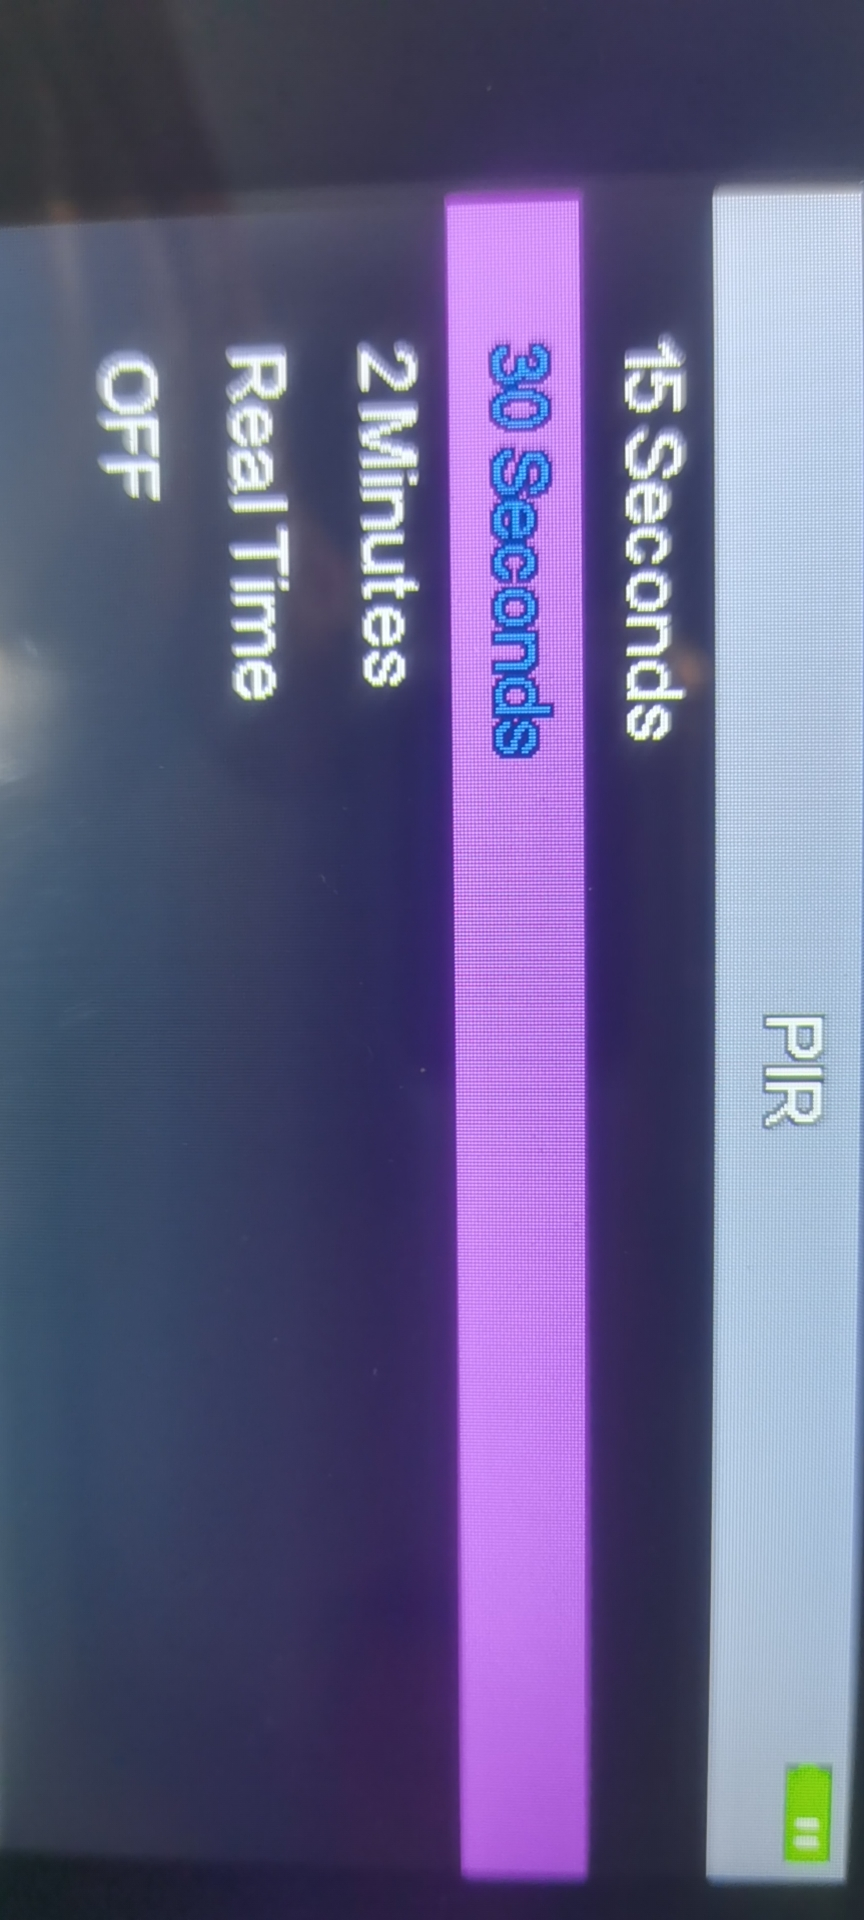 PIR
15 Seconds
30 Seconds
2 Minutes
Real Time
OFF